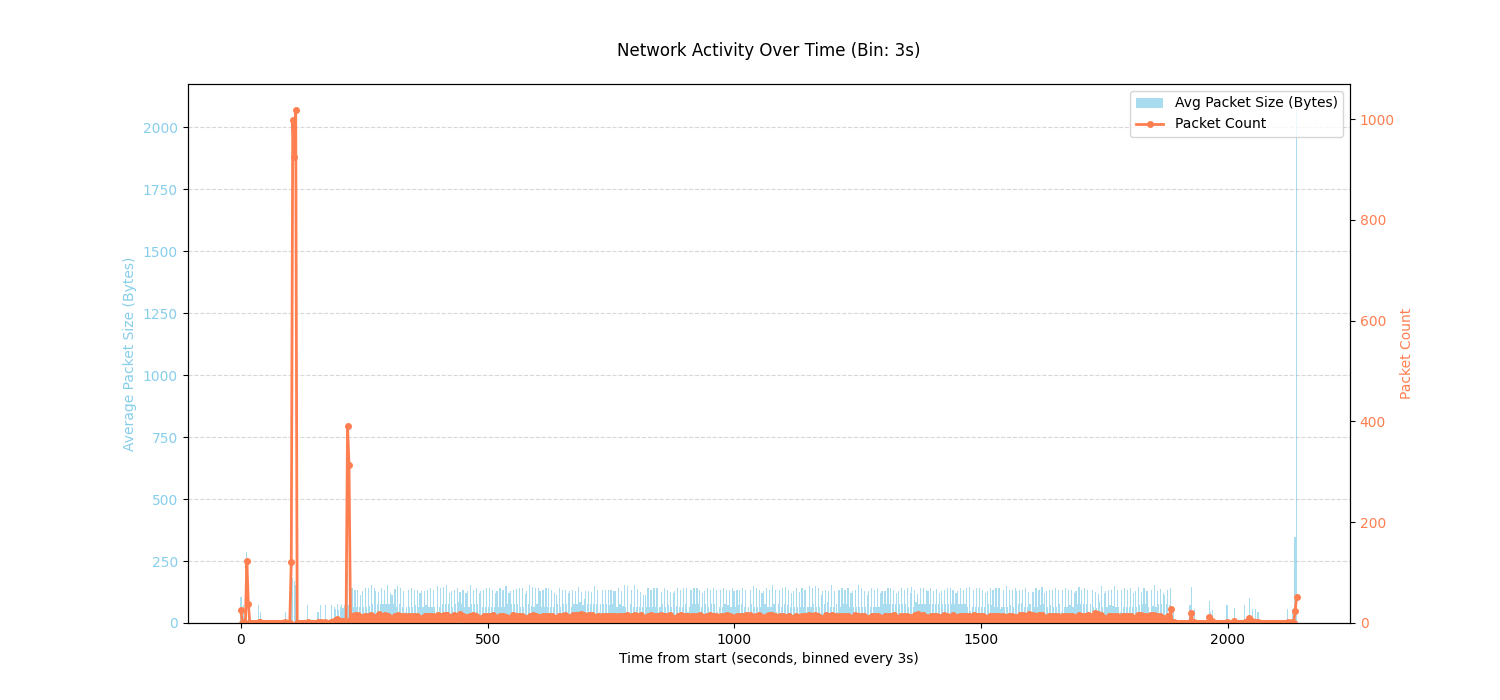 Network Activity Over Time (Bin: 3s)
Avg Packet Size (Bytes)
Packet Count
Average Packet Size (Bytes)
2000
1750
1500
1250
1000
750
500
250
0
1000
800
600
400
200
0
Packet Count
0 500 1000 1500 2000
Time from start (seconds, binned every 3s)